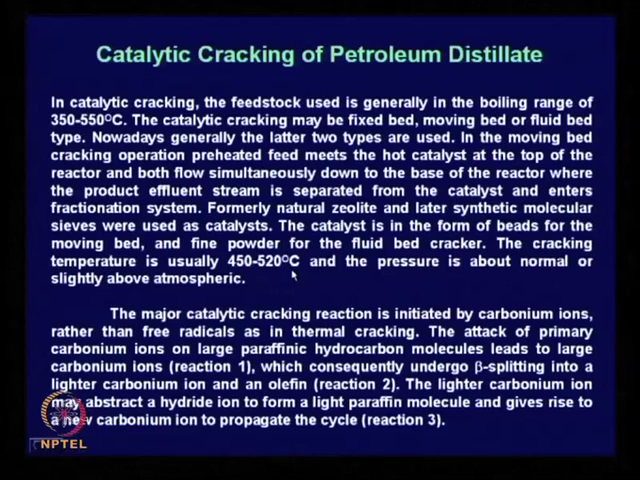 Catalytic Cracking of Petroleum Distillate
In catalytic cracking, the feedstock used is generally in the boiling range of
350-550⁰C. The catalytic cracking may be fixed bed, moving bed or fluid bed
type. Nowadays generally the latter two types are used. In the moving bed
cracking operation preheated feed meets the hot catalyst at the top of the
reactor and both flow simultaneously down to the base of the reactor where
the product effluent stream is separated from the catalyst and enters
fractionation system. Formerly natural zeolite and later synthetic molecular
sieves were used as catalysts. The catalyst is in the form of beads for the
moving bed, and fine powder for the fluid bed cracker. The cracking
temperature is usually 450-520⁰C and the pressure is about normal or
slightly above atmospheric.
The major catalytic cracking reaction is initiated by carbonium ions,
rather than free radicals as in thermal cracking. The attack of primary
carbonium ions on large paraffinic hydrocarbon molecules leads to large
carbonium ions (reaction 1), which consequently undergo β-splitting into a
lighter carbonium ion and an olefin (reaction 2). The lighter carbonium ion
may abstract a hydride ion to form a light paraffin molecule and gives rise to
a new carbonium ion to propagate the cycle (reaction 3).
NPTEL